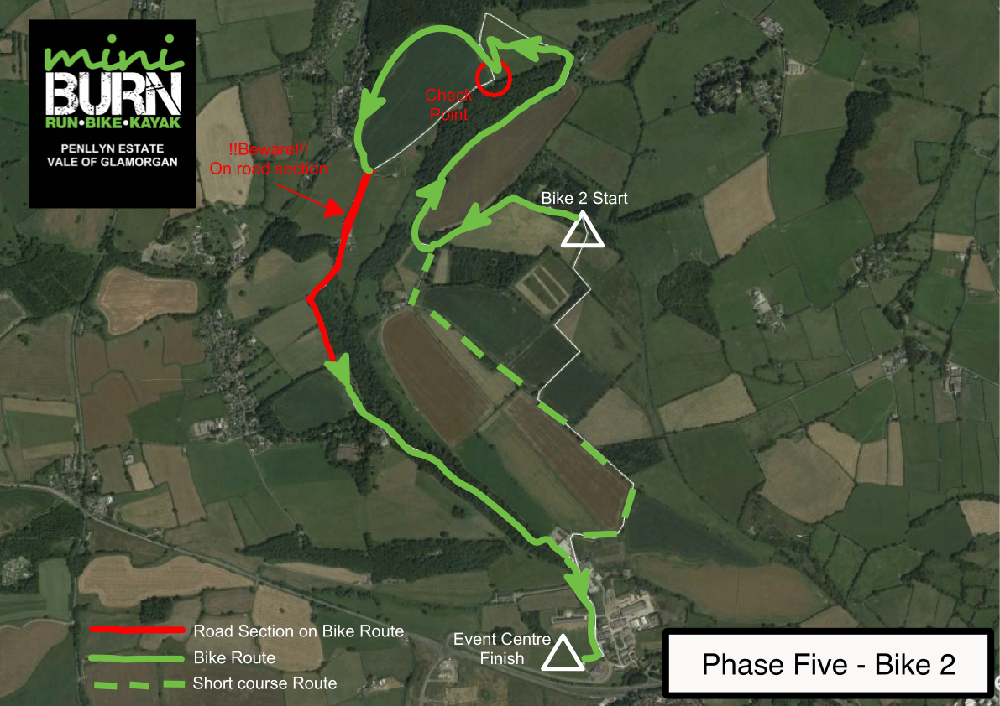 mini
BURN
RUN•BIKE•KAYAK
PENLLYN ESTATE
VALE OF GLAMORGAN
Check
Point
!!Beware!!!
On road section
Bike 2 Start
Road Section on Bike Route
Bike Route
Short course Route
Event Centre
Finish
Phase Five - Bike 2